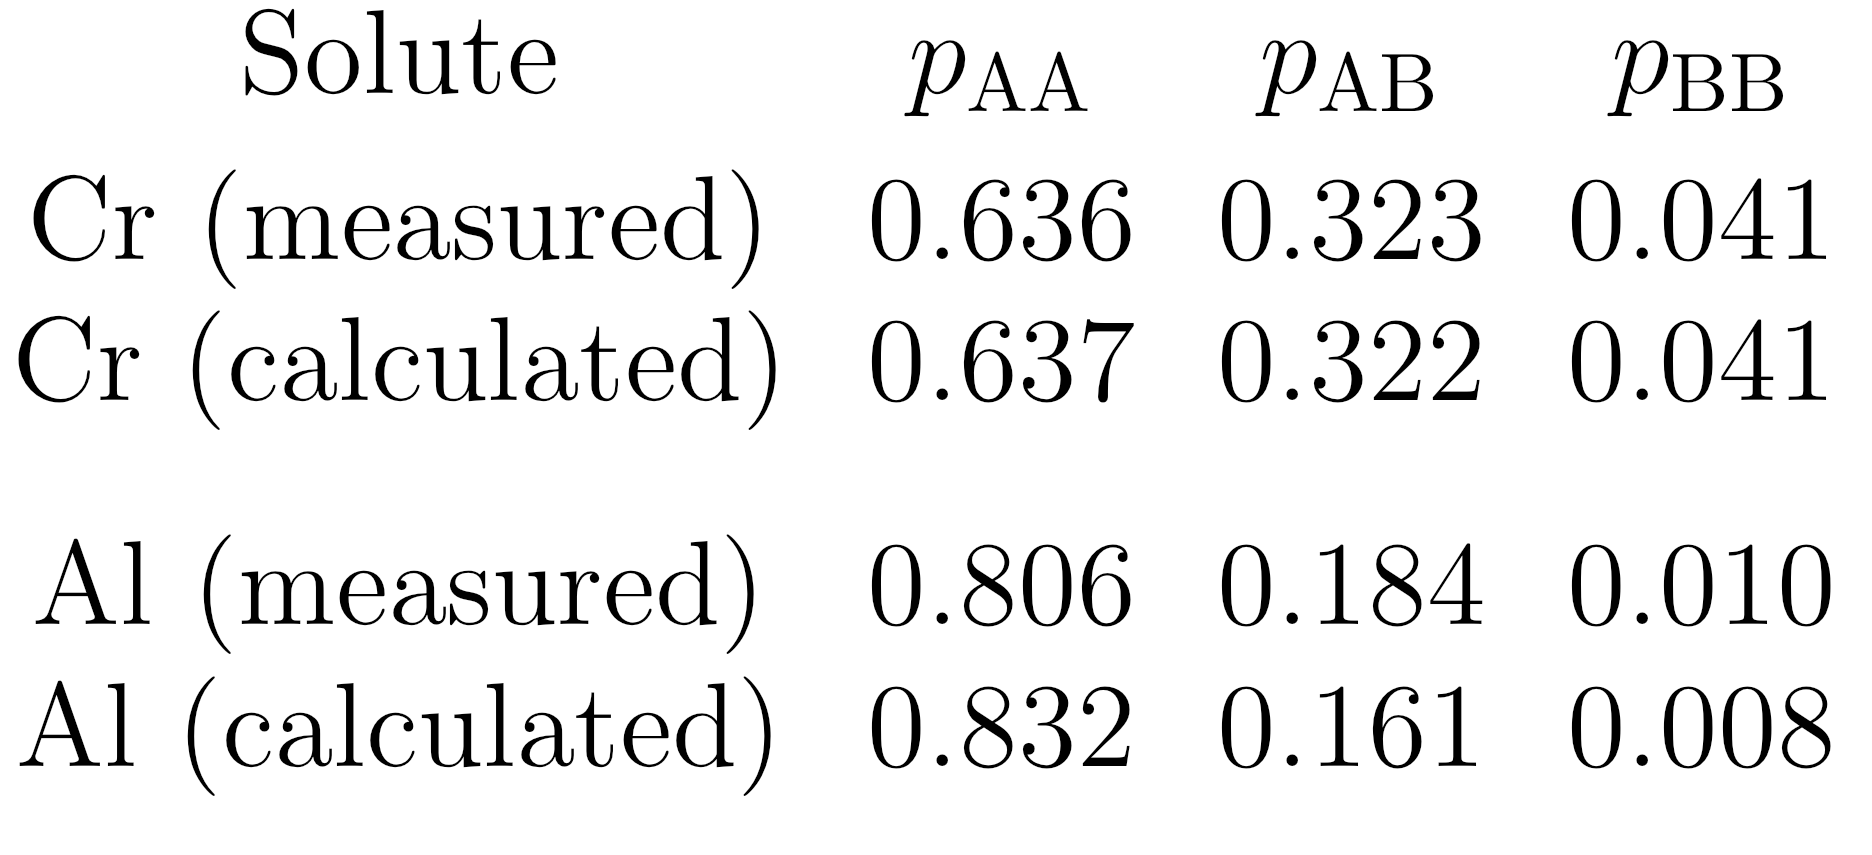 Solute p_AA p_AB p_BB
Cr (measured) 0.636 0.323 0.041
Cr (calculated) 0.637 0.322 0.041
Al (measured) 0.806 0.184 0.010
Al (calculated) 0.832 0.161 0.008